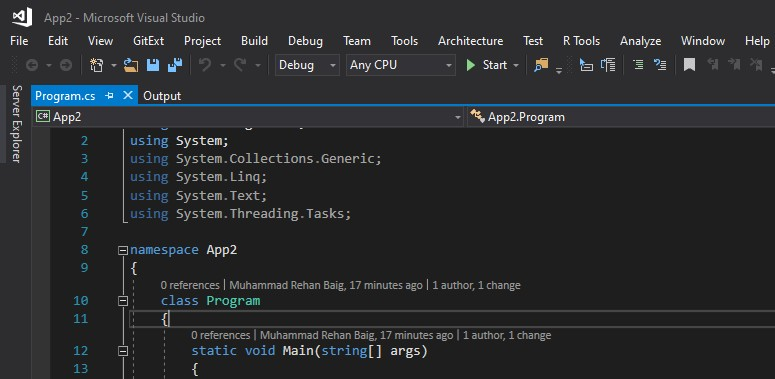 App2 - Microsoft Visual Studio
File Edit View GitExt Project Build Debug Team Tools Architecture Test R Tools Analyze Window Help
Debug Any CPU Start
Program.cs Output
Server Explorer
C# App2 App2.Program
2 using System;
3 using System.Collections.Generic;
4 using System.Linq;
5 using System.Text;
6 using System.Threading.Tasks;
7
8 namespace App2
9 {
0 references | Muhammad Rehan Baig, 17 minutes ago | 1 author, 1 change
10 class Program
11 {
0 references | Muhammad Rehan Baig, 17 minutes ago | 1 author, 1 change
12 static void Main(string[] args)
13 {